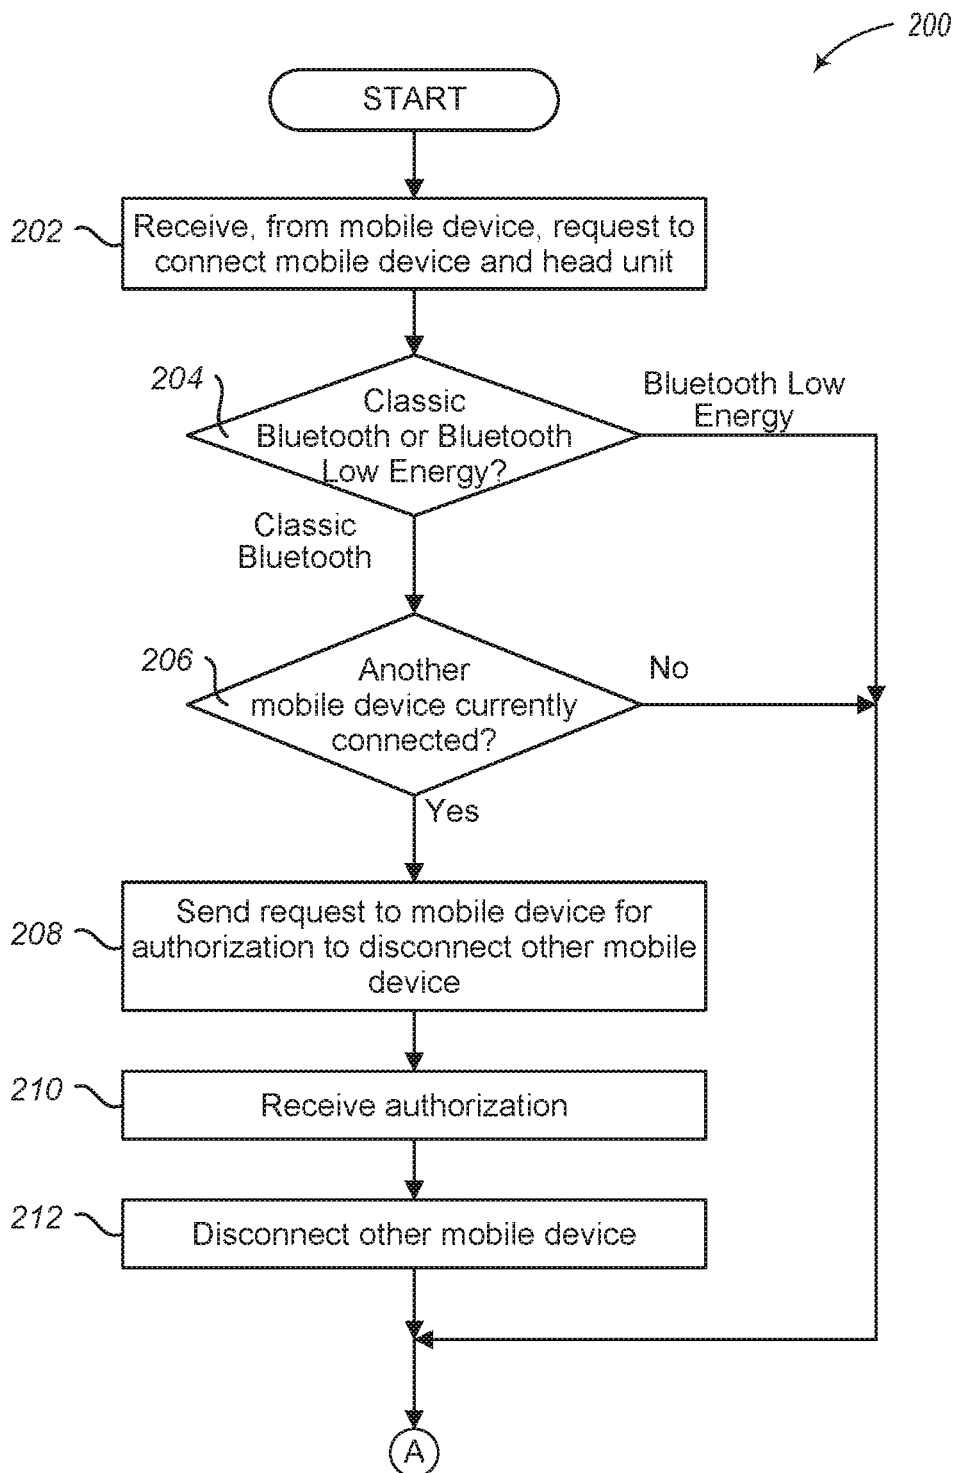 200
START
202
Receive, from mobile device, request to
connect mobile device and head unit
204
Classic
Bluetooth or Bluetooth
Low Energy?
Bluetooth Low
Energy
Classic
Bluetooth
206
Another
mobile device currently
connected?
No
Yes
208
Send request to mobile device for
authorization to disconnect other mobile
device
210
Receive authorization
212
Disconnect other mobile device
A